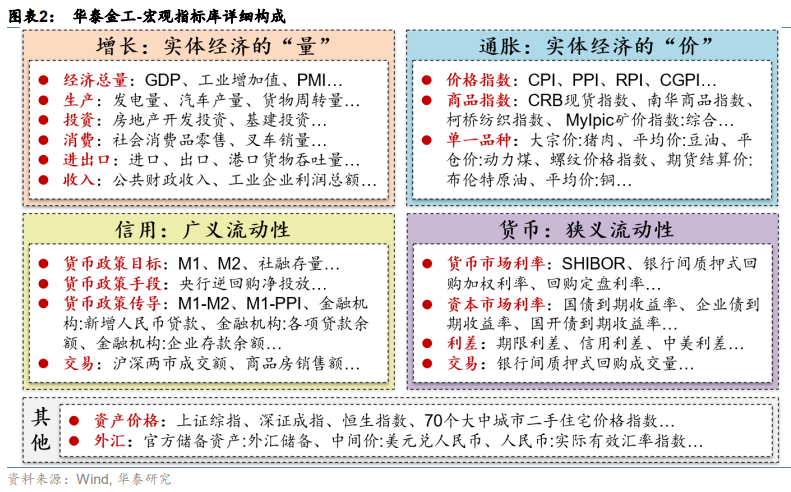 图表2： 华泰金工-宏观指标库详细构成
增长：实体经济的“量”
● 经济总量：GDP、工业增加值、PMI…
● 生产：发电量、汽车产量、货物周转量…
● 投资：房地产开发投资、基建投资…
● 消费：社会消费品零售、叉车销量…
● 进出口：进口、出口、港口货物吞吐量…
● 收入：公共财政收入、工业企业利润总额…
通胀：实体经济的“价”
● 价格指数：CPI、PPI、RPI、CGPI…
● 商品指数：CRB现货指数、南华商品指数、
柯桥纺织指数、 MyIpic矿价指数:综合…
● 单一品种：大宗价:猪肉、平均价:豆油、平
仓价:动力煤、螺纹价格指数、期货结算价:
布伦特原油、平均价:铜…
信用：广义流动性
● 货币政策目标：M1、M2、社融存量…
● 货币政策手段：央行逆回购净投放…
● 货币政策传导：M1-M2、M1-PPI、金融机
构:新增人民币贷款、金融机构:各项贷款余
额、金融机构:企业存款余额…
● 交易：沪深两市成交额、商品房销售额…
货币：狭义流动性
● 货币市场利率：SHIBOR、银行间质押式回
购加权利率、回购定盘利率…
● 资本市场利率：国债到期收益率、企业债到
期收益率、国开债到期收益率…
● 利差：期限利差、信用利差、中美利差…
● 交易：银行间质押式回购成交量…
其他
● 资产价格：上证综指、深证成指、恒生指数、70个大中城市二手住宅价格指数…
● 外汇：官方储备资产:外汇储备、中间价:美元兑人民币、人民币:实际有效汇率指数…
资料来源：Wind, 华泰研究